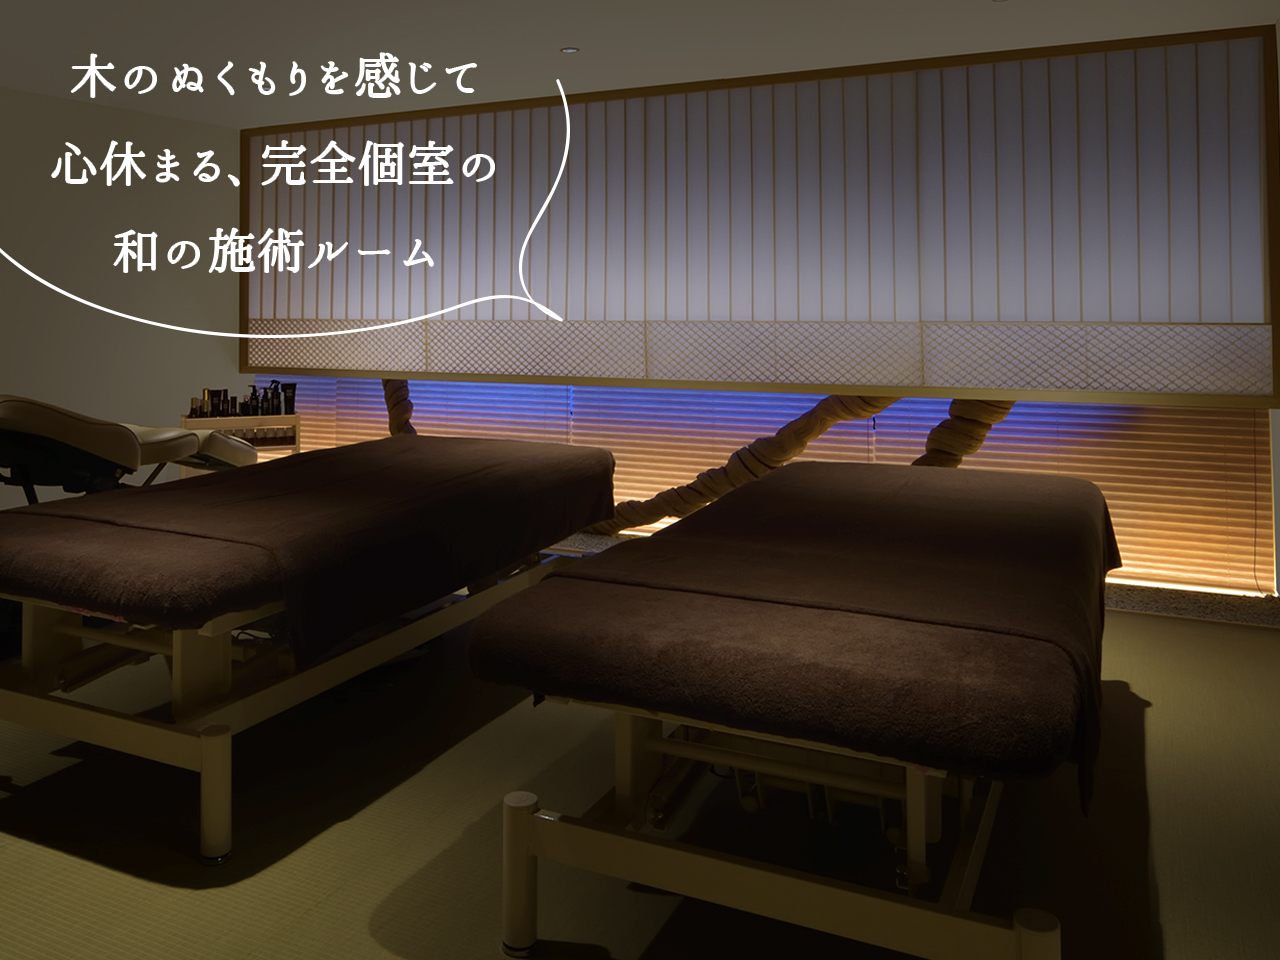 木のぬくもりを感じて
心休まる、完全個室の
和の施術ルーム